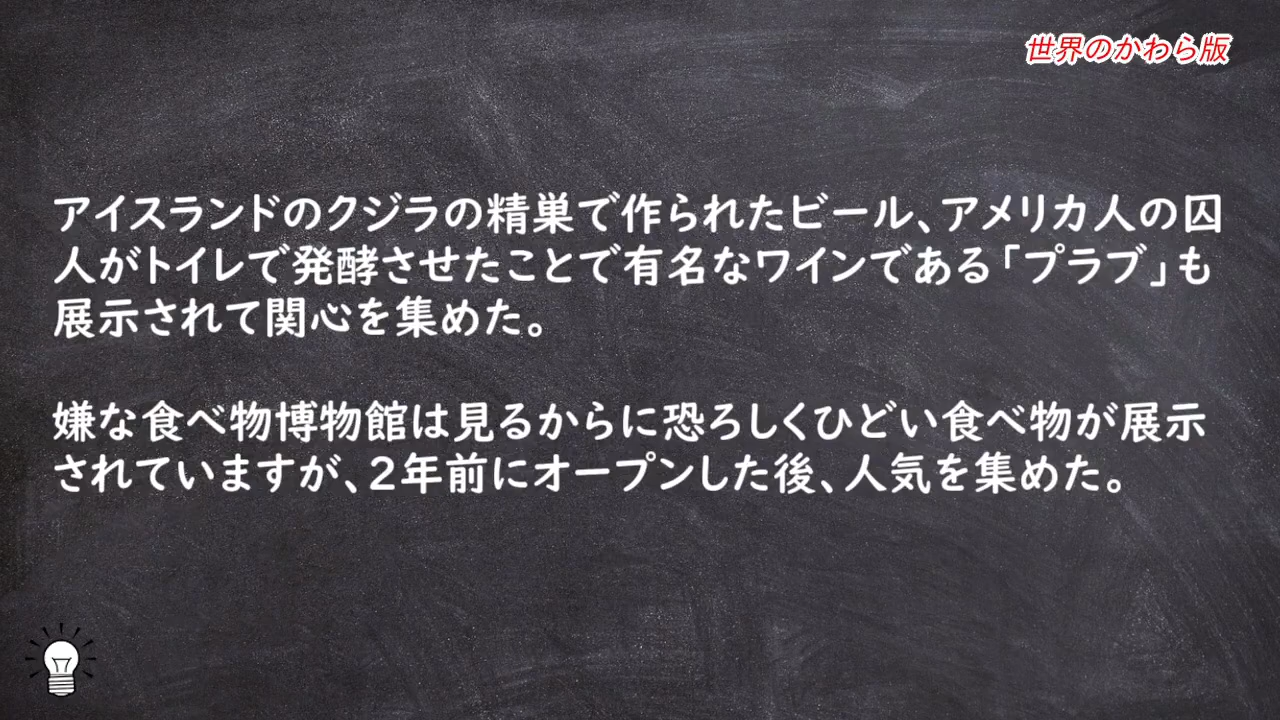 世界のかわら版
アイスランドのクジラの精巣で作られたビール、アメリカ人の囚
人がトイレで発酵させたことで有名なワインである「プラブ」も
展示されて関心を集めた。
嫌な食べ物博物館は見るからに恐ろしくひどい食べ物が展示
されていますが、2年前にオープンした後、人気を集めた。